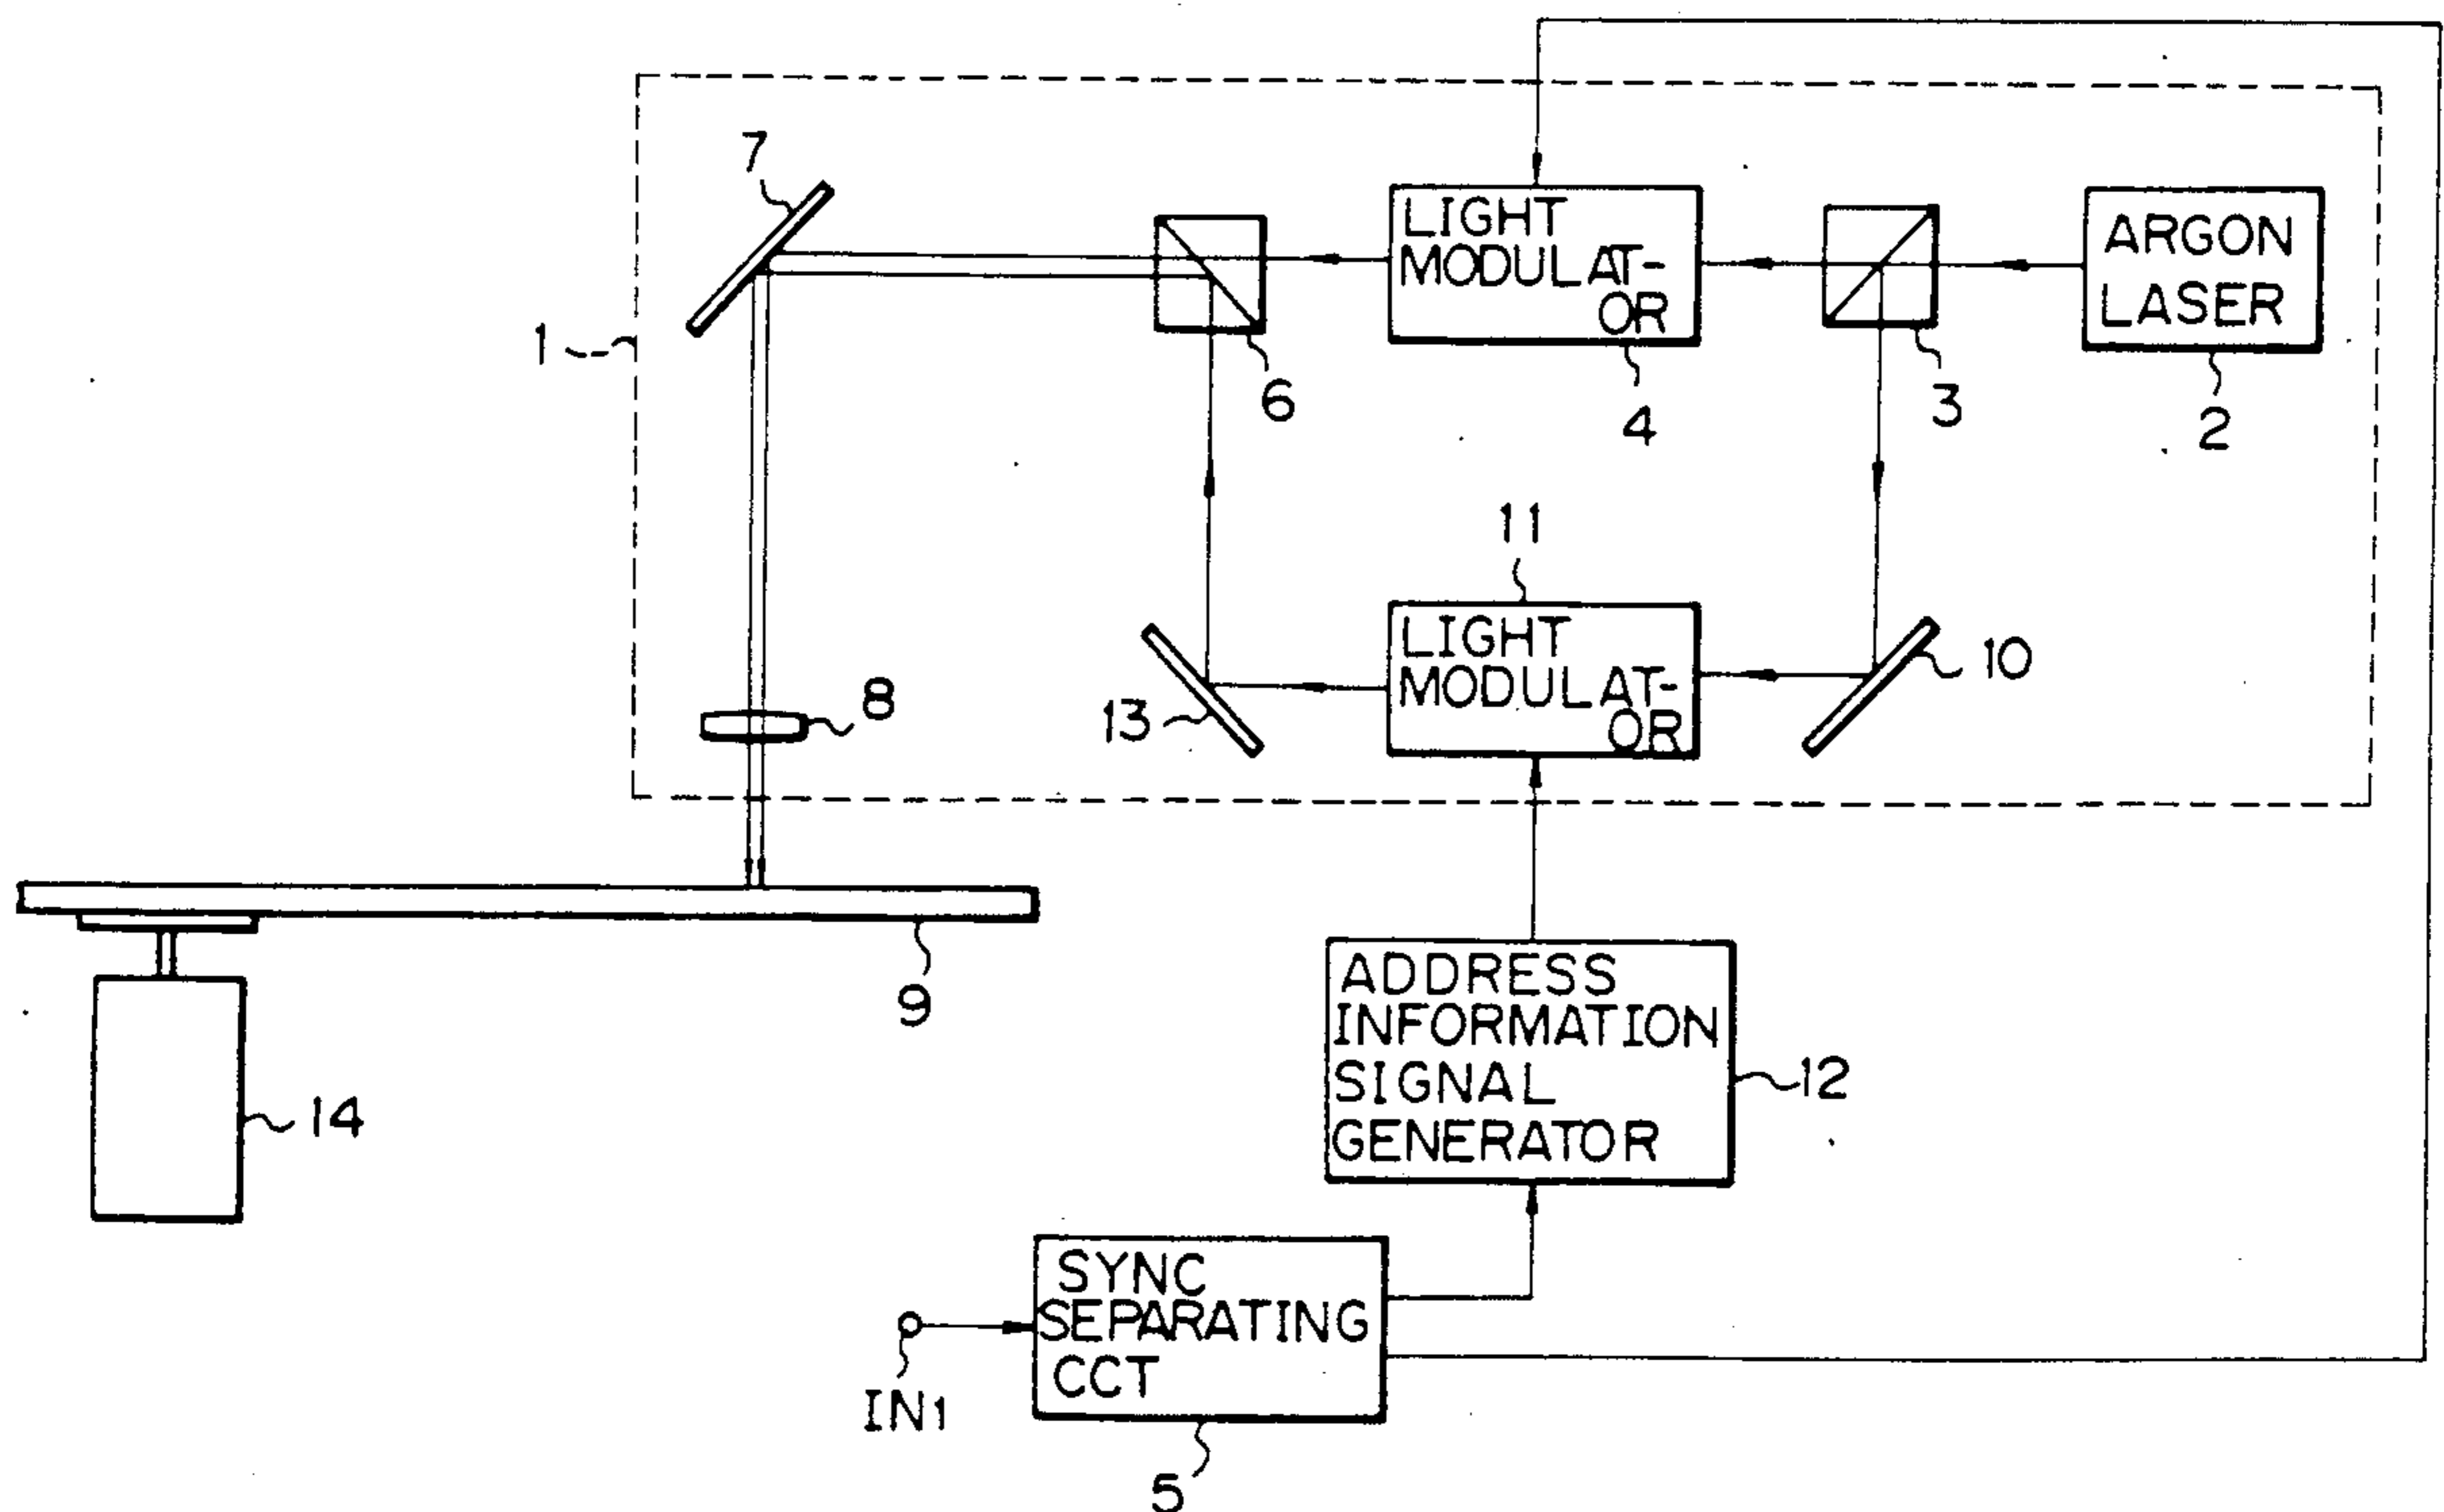 7
LIGHT
MODULAT-
OR
ARGON
LASER
1
6
4
3
2
11
LIGHT
MODULAT-
OR
10
8
13
9
ADDRESS
INFORMATION
SIGNAL
GENERATOR
12
14
SYNC
SEPARATING
CCT
IN1
5